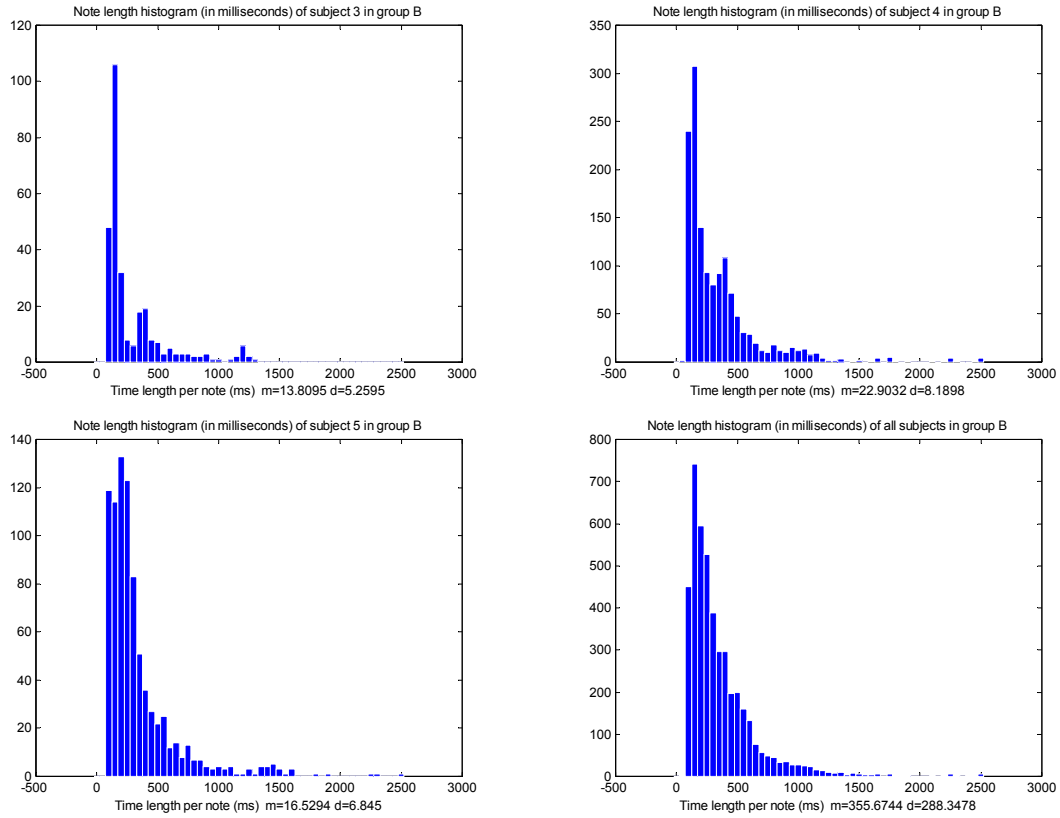 Note length histogram (in milliseconds) of subject 3 in group B
120
100
80
60
40
20
0
-500 0 500 1000 1500 2000 2500 3000
Time length per note (ms) m=13.8095 d=5.2595
Note length histogram (in milliseconds) of subject 4 in group B
350
300
250
200
150
100
50
0
-500 0 500 1000 1500 2000 2500 3000
Time length per note (ms) m=22.9032 d=8.1898
Note length histogram (in milliseconds) of subject 5 in group B
140
120
100
80
60
40
20
0
-500 0 500 1000 1500 2000 2500 3000
Time length per note (ms) m=16.5294 d=6.845
Note length histogram (in milliseconds) of all subjects in group B
800
700
600
500
400
300
200
100
0
-500 0 500 1000 1500 2000 2500 3000
Time length per note (ms) m=355.6744 d=288.3478